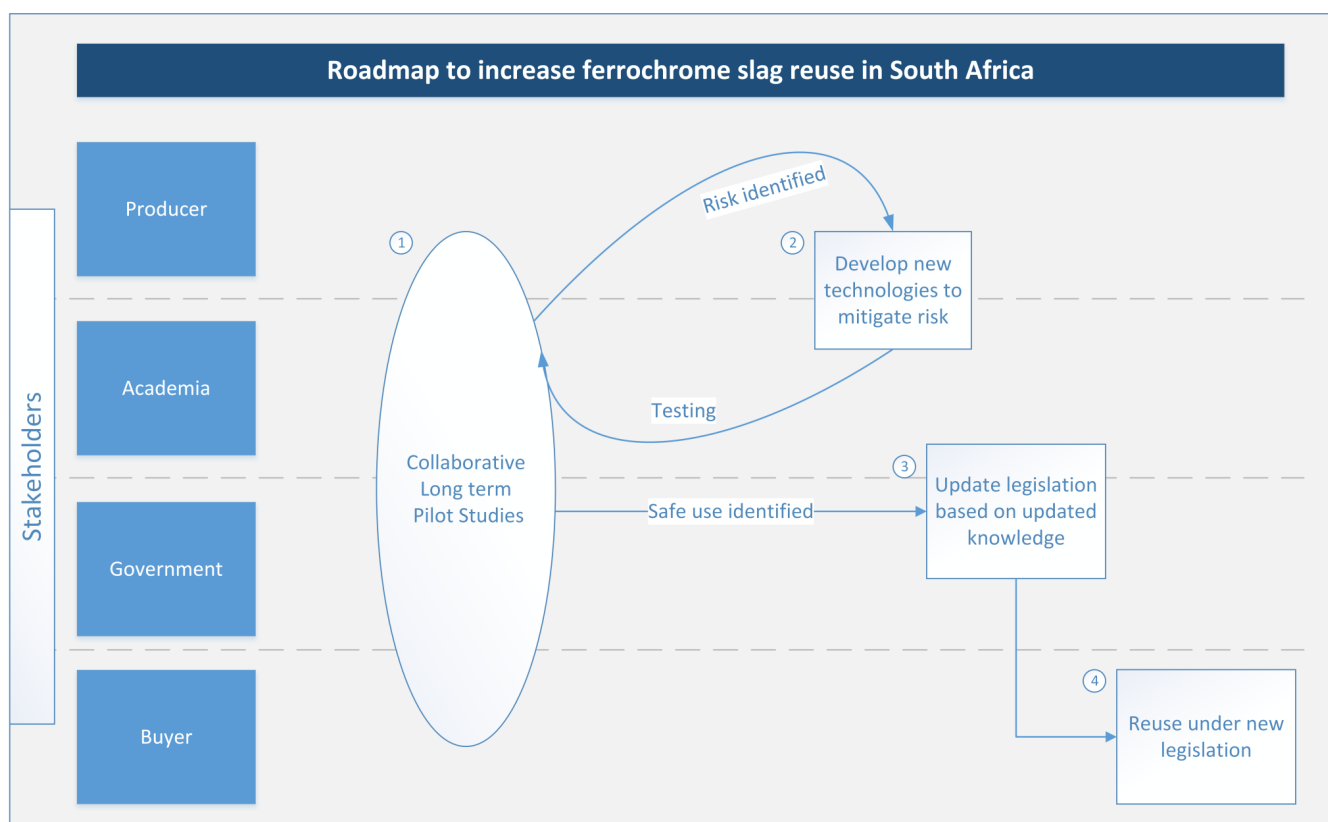 Roadmap to increase ferrochrome slag reuse in South Africa
Stakeholders
Producer
Academia
Government
Buyer
1
Collaborative
Long term
Pilot Studies
Risk identified
2
Develop new
technologies to
mitigate risk
Testing
Safe use identified
3
Update legislation
based on updated
knowledge
4
Reuse under new
legislation